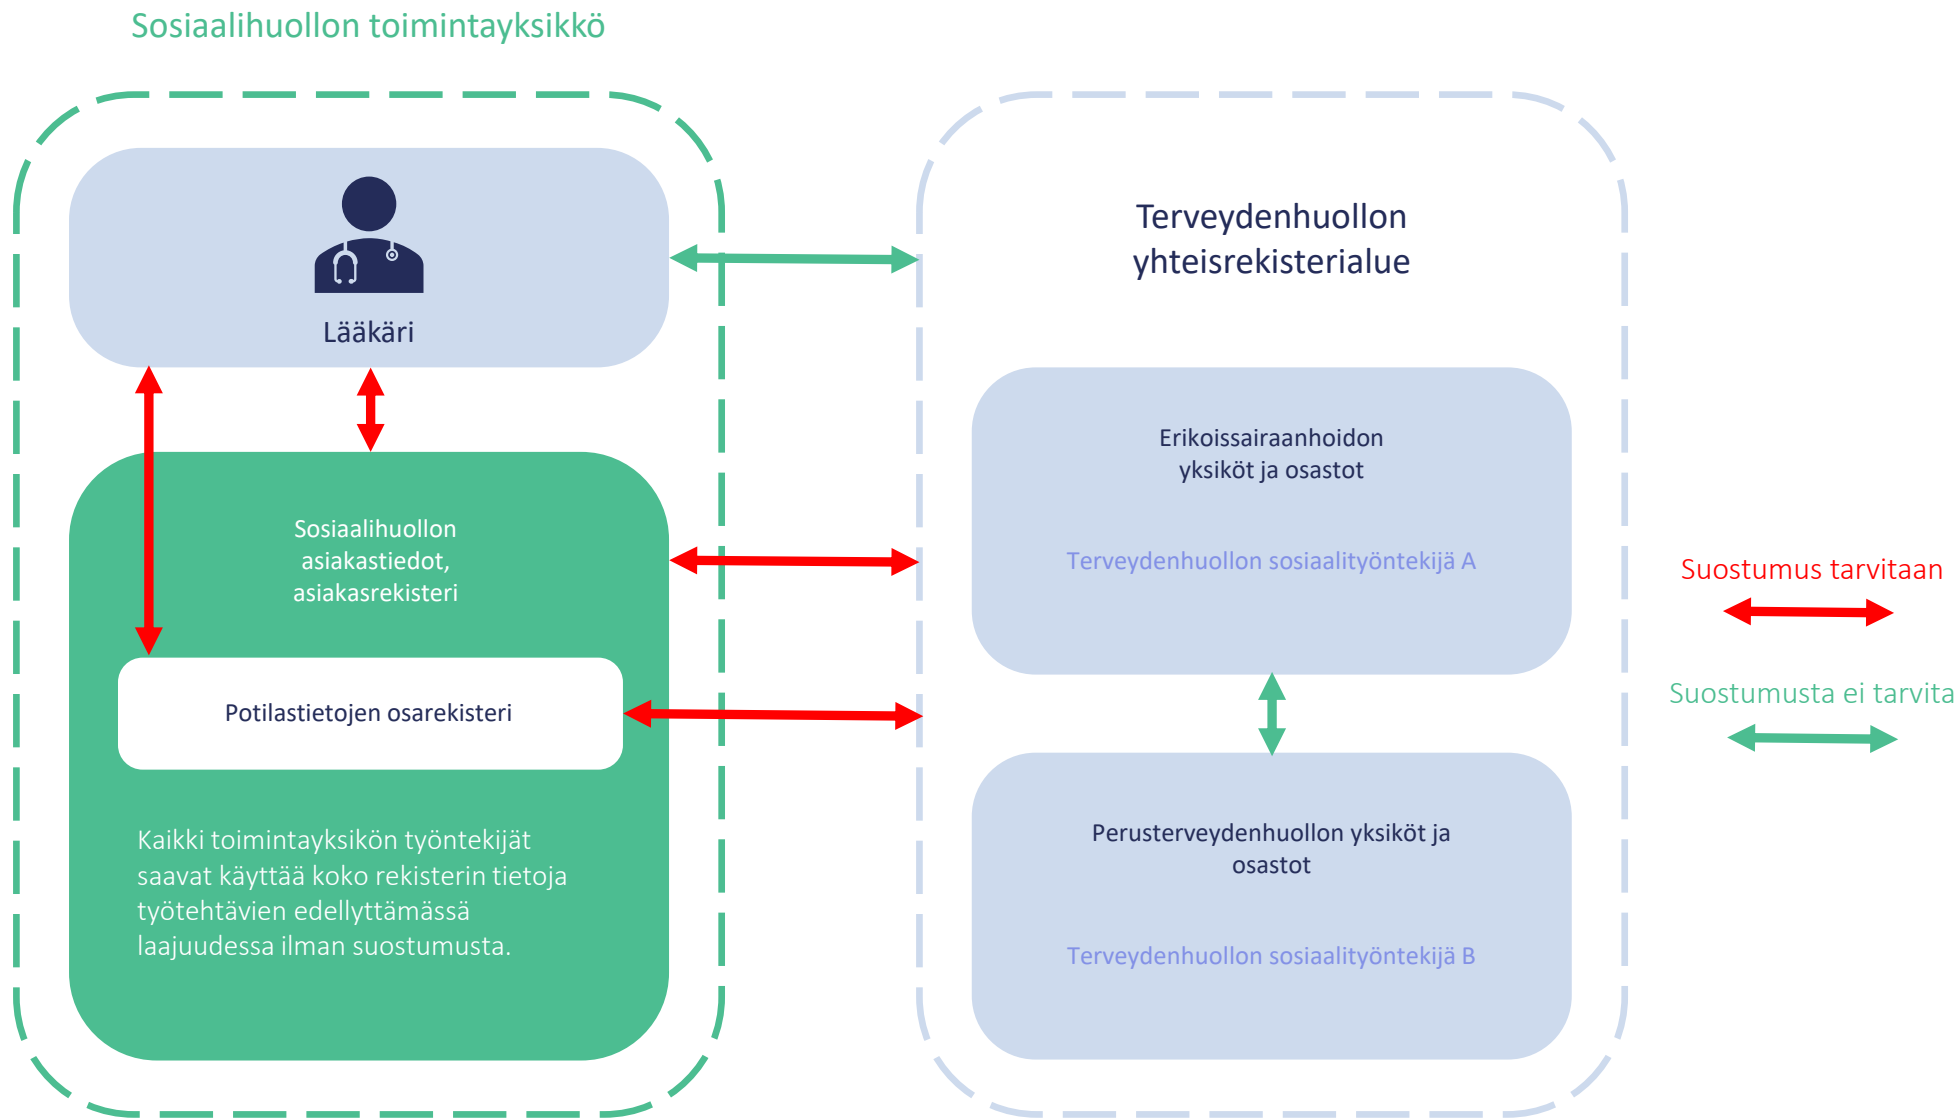 Sosiaalihuollon toimintayksikkö
Lääkäri
Sosiaalihuollon
asiakastiedot,
asiakasrekisteri
Potilastietojen osarekisteri
Kaikki toimintayksikön työntekijät
saavat käyttää koko rekisterin tietoja
työtehtävien edellyttämässä
laajuudessa ilman suostumusta.
Terveydenhuollon
yhteisrekisterialue
Erikoissairaanhoidon
yksiköt ja osastot
Terveydenhuollon sosiaalityöntekijä A
Perusterveydenhuollon yksiköt ja
osastot
Terveydenhuollon sosiaalityöntekijä B
Suostumus tarvitaan
Suostumusta ei tarvita